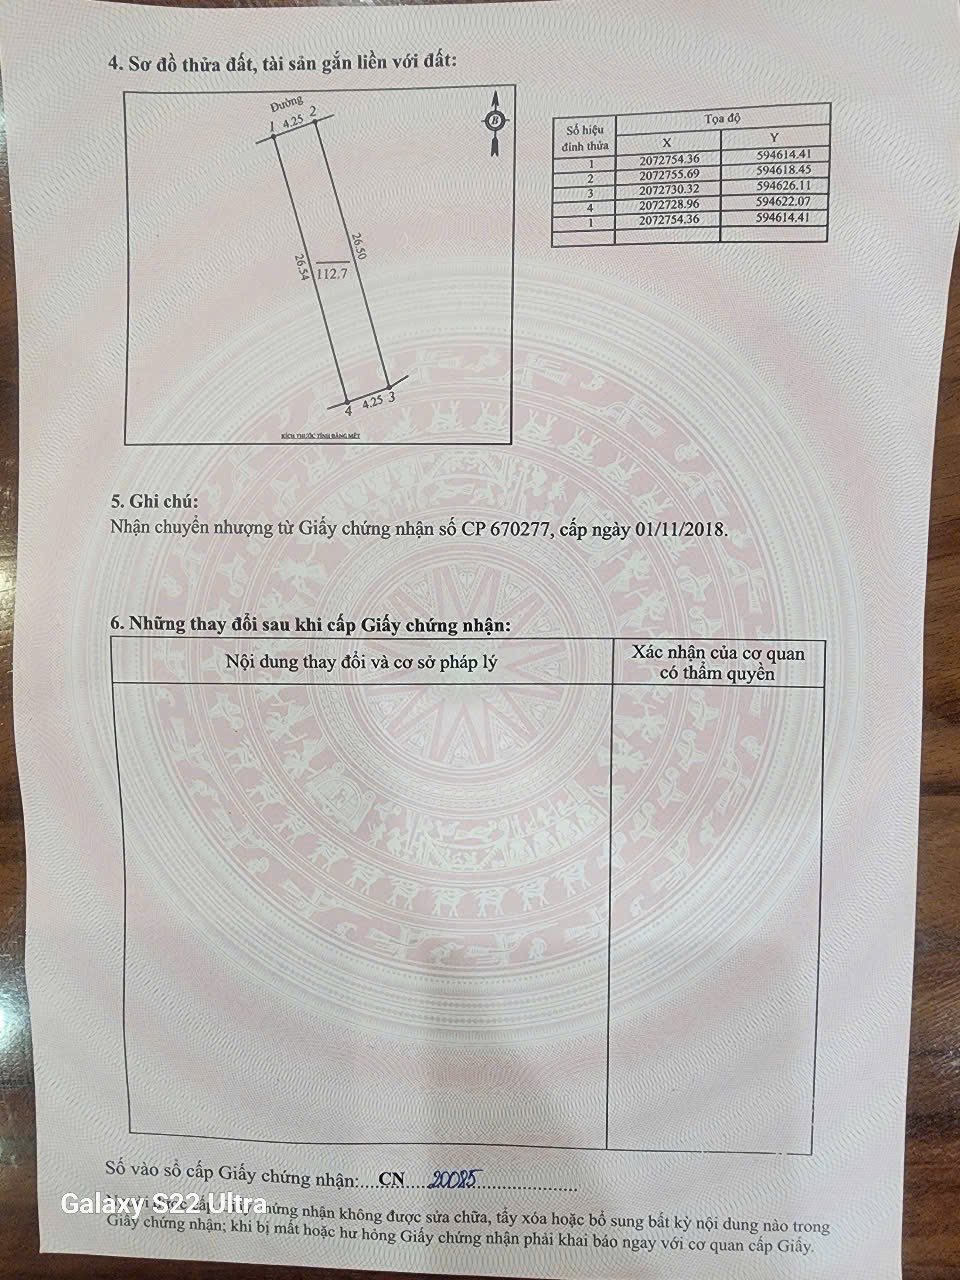 4. Sơ đồ thửa đất, tài sản gắn liền với đất:
Đường
1 4.25 2
B
26.50
26.54
112.7
4 4.25 3
KÍCH THƯỚC TÍNH BẰNG MÉT
Số hiệu đỉnh thửa Tọa độ
X Y
1 2072754.36 594614.41
2 2072755.69 594618.45
3 2072730.32 594626.11
4 2072728.96 594622.07
1 2072754.36 594614.41
5. Ghi chú:
Nhận chuyển nhượng từ Giấy chứng nhận số CP 670277, cấp ngày 01/11/2018.
6. Những thay đổi sau khi cấp Giấy chứng nhận:
Nội dung thay đổi và cơ sở pháp lý
Xác nhận của cơ quan
có thẩm quyền
Số vào sổ cấp Giấy chứng nhận:....CN....20085
Galaxy S22 Ultra
chứng nhận không được sửa chữa, tẩy xóa hoặc bổ sung bất kỳ nội dung nào trong
Giấy chứng nhận; khi bị mất hoặc hư hỏng Giấy chứng nhận phải khai báo ngay với cơ quan cấp Giấy.